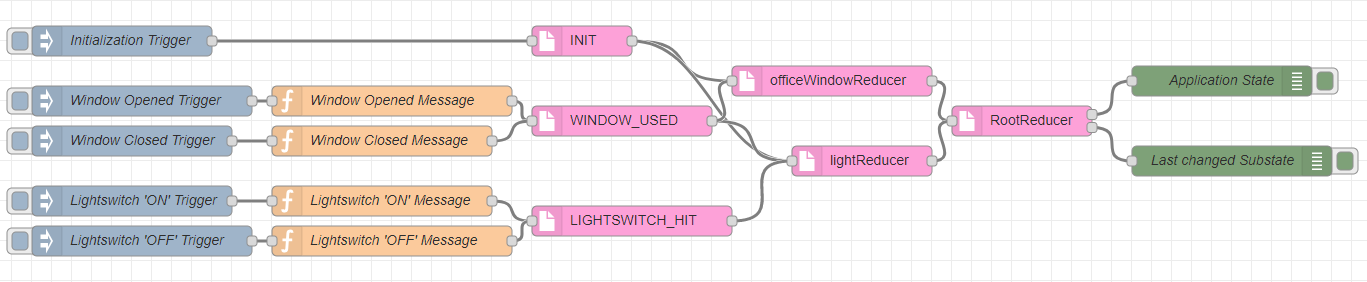 Initialization Trigger
INIT
officeWindowReducer
Application State
Window Opened Trigger
Window Opened Message
WINDOW_USED
RootReducer
Window Closed Trigger
Window Closed Message
lightReducer
Last changed Substate
Lightswitch 'ON' Trigger
Lightswitch 'ON' Message
LIGHTSWITCH_HIT
Lightswitch 'OFF' Trigger
Lightswitch 'OFF' Message